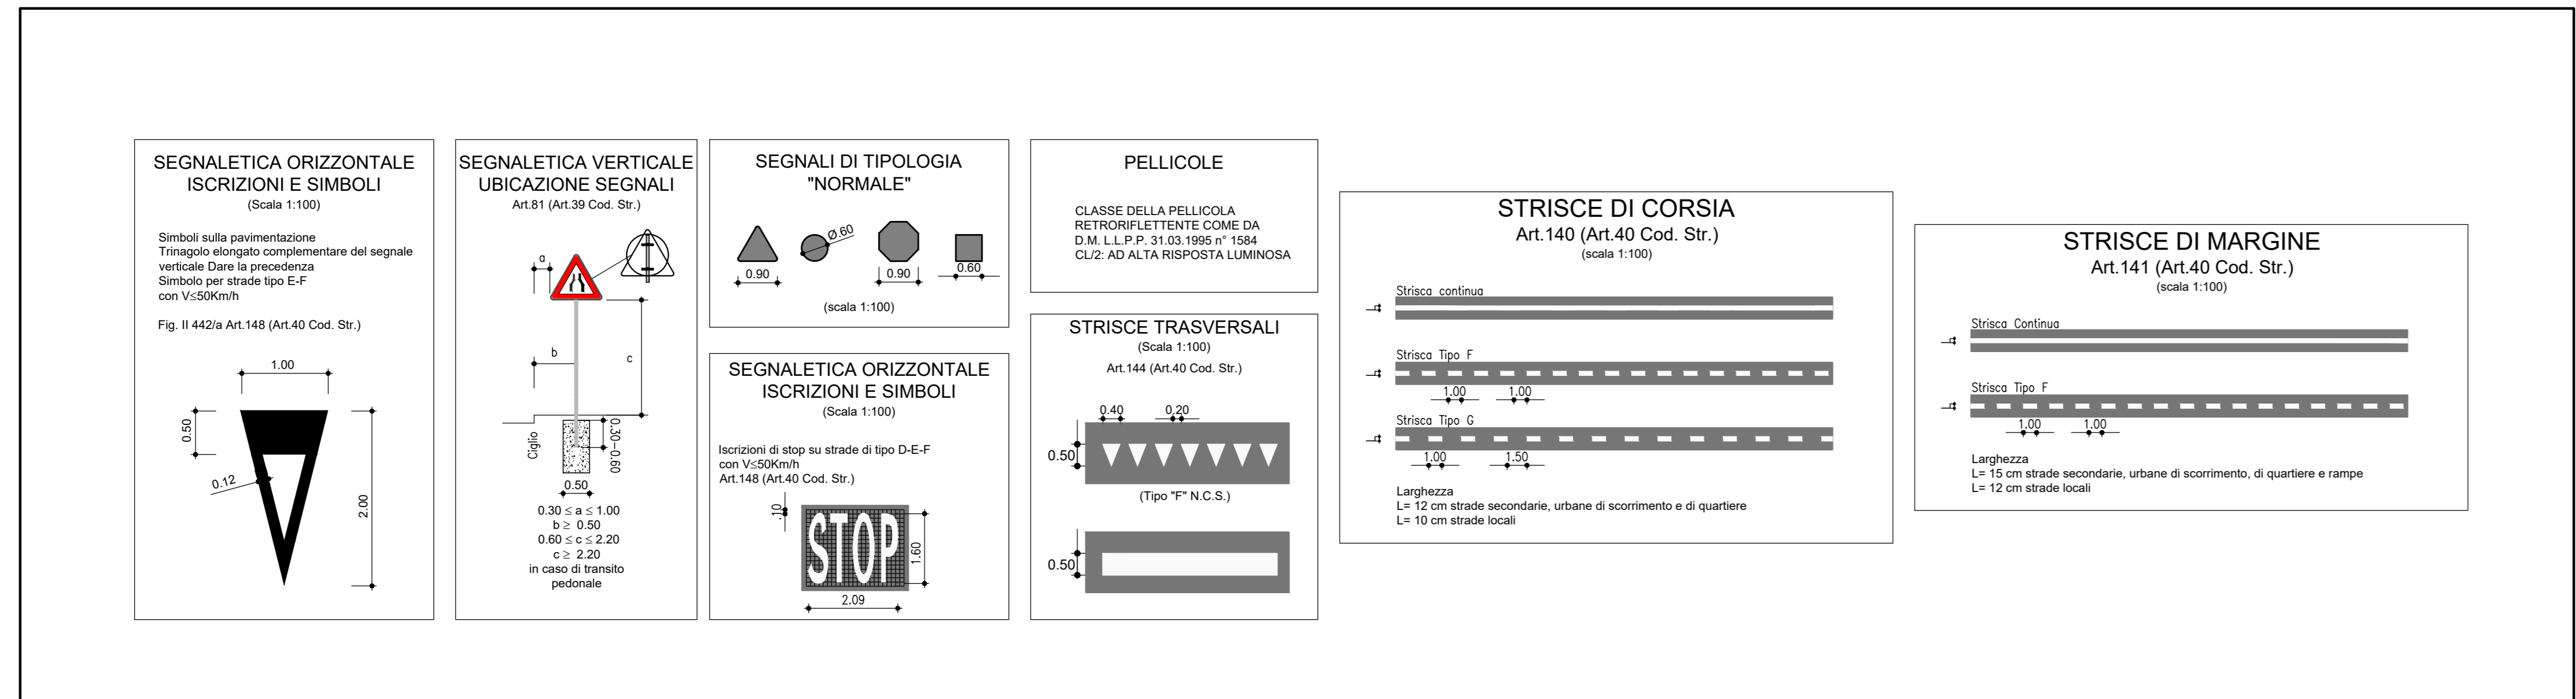 SEGNALETICA ORIZZONTALE
ISCRIZIONI E SIMBOLI
(Scala 1:100)
Simboli sulla pavimentazione
Trinagolo elongato complementare del segnale
verticale Dare la precedenza
Simbolo per strade tipo E-F
con V≤50Km/h
Fig. II 442/a Art.148 (Art.40 Cod. Str.)
1.00
0.50
0.12
2.00
SEGNALETICA VERTICALE
UBICAZIONE SEGNALI
Art.81 (Art.39 Cod. Str.)
a
b
c
Ciglio
0.30-0.60
0.50
0.30 ≤ a ≤ 1.00
b ≥ 0.50
0.60 ≤ c ≤ 2.20
c ≥ 2.20
in caso di transito
pedonale
SEGNALI DI TIPOLOGIA
"NORMALE"
Ø.60
0.90
0.90
0.60
(scala 1:100)
SEGNALETICA ORIZZONTALE
ISCRIZIONI E SIMBOLI
(Scala 1:100)
Iscrizioni di stop su strade di tipo D-E-F
con V≤50Km/h
Art.148 (Art.40 Cod. Str.)
.10
STOP
1.60
2.09
PELLICOLE
CLASSE DELLA PELLICOLA
RETRORIFLETTENTE COME DA
D.M. L.L.P.P. 31.03.1995 n° 1584
CL/2: AD ALTA RISPOSTA LUMINOSA
STRISCE TRASVERSALI
(Scala 1:100)
Art.144 (Art.40 Cod. Str.)
0.40 0.20
0.50
(Tipo "F" N.C.S.)
0.50
STRISCE DI CORSIA
Art.140 (Art.40 Cod. Str.)
(scala 1:100)
Strisca continua
Strisca Tipo F
1.00 1.00
Strisca Tipo G
1.00 1.50
Larghezza
L= 12 cm strade secondarie, urbane di scorrimento e di quartiere
L= 10 cm strade locali
STRISCE DI MARGINE
Art.141 (Art.40 Cod. Str.)
(scala 1:100)
Strisca Continua
Strisca Tipo F
1.00 1.00
Larghezza
L= 15 cm strade secondarie, urbane di scorrimento, di quartiere e rampe
L= 12 cm strade locali